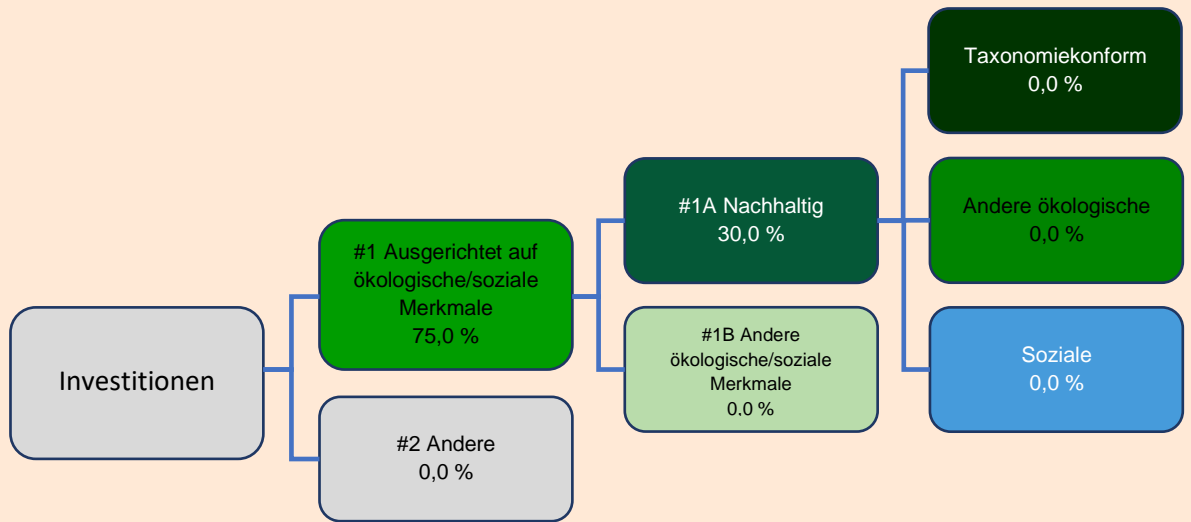 Investitionen
#1 Ausgerichtet auf
ökologische/soziale
Merkmale
75,0 %
#2 Andere
0,0 %
#1A Nachhaltig
30,0 %
#1B Andere
ökologische/soziale
Merkmale
0,0 %
Taxonomiekonform
0,0 %
Andere ökologische
0,0 %
Soziale
0,0 %